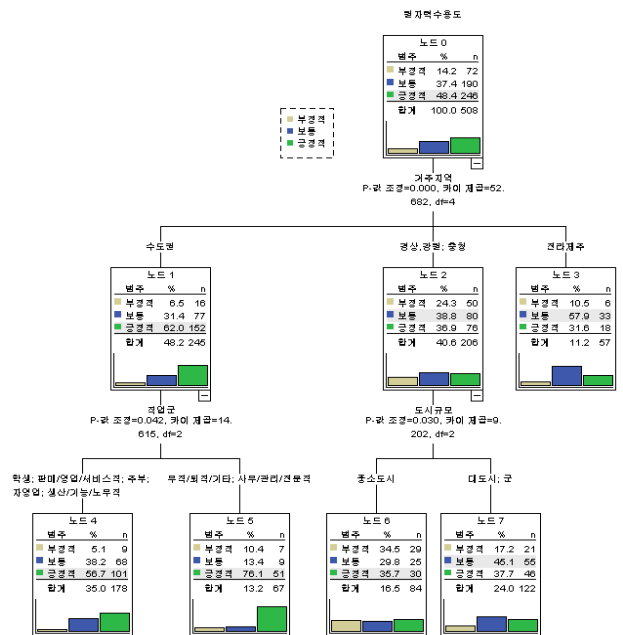 원자력수용도
노드 0
범주 % n
부정적 14.2 72
보통 37.4 190
긍정적 48.4 246
합계 100.0 508
부정적
보통
긍정적
거주지역
P-값 조정=0.000, 카이 제곱=52.
682, df=4
수도권
경상,강원; 충청
전라제주
노드 1
범주 % n
부정적 6.5 16
보통 31.4 77
긍정적 62.0 152
합계 48.2 245
노드 2
범주 % n
부정적 24.3 50
보통 38.8 80
긍정적 36.9 76
합계 40.6 206
노드 3
범주 % n
부정적 10.5 6
보통 57.9 33
긍정적 31.6 18
합계 11.2 57
직업군
P-값 조정=0.042, 카이 제곱=14.
615, df=2
도시규모
P-값 조정=0.030, 카이 제곱=9.
202, df=2
학생; 판매/영업/서비스직; 주부;
자영업; 생산/기능/노무직
무직/퇴직/기타; 사무/관리/전문직
중소도시
대도시; 군
노드 4
범주 % n
부정적 5.1 9
보통 38.2 68
긍정적 56.7 101
합계 35.0 178
노드 5
범주 % n
부정적 10.4 7
보통 13.4 9
긍정적 76.1 51
합계 13.2 67
노드 6
범주 % n
부정적 34.5 29
보통 29.8 25
긍정적 35.7 30
합계 16.5 84
노드 7
범주 % n
부정적 17.2 21
보통 45.1 55
긍정적 37.7 46
합계 24.0 122